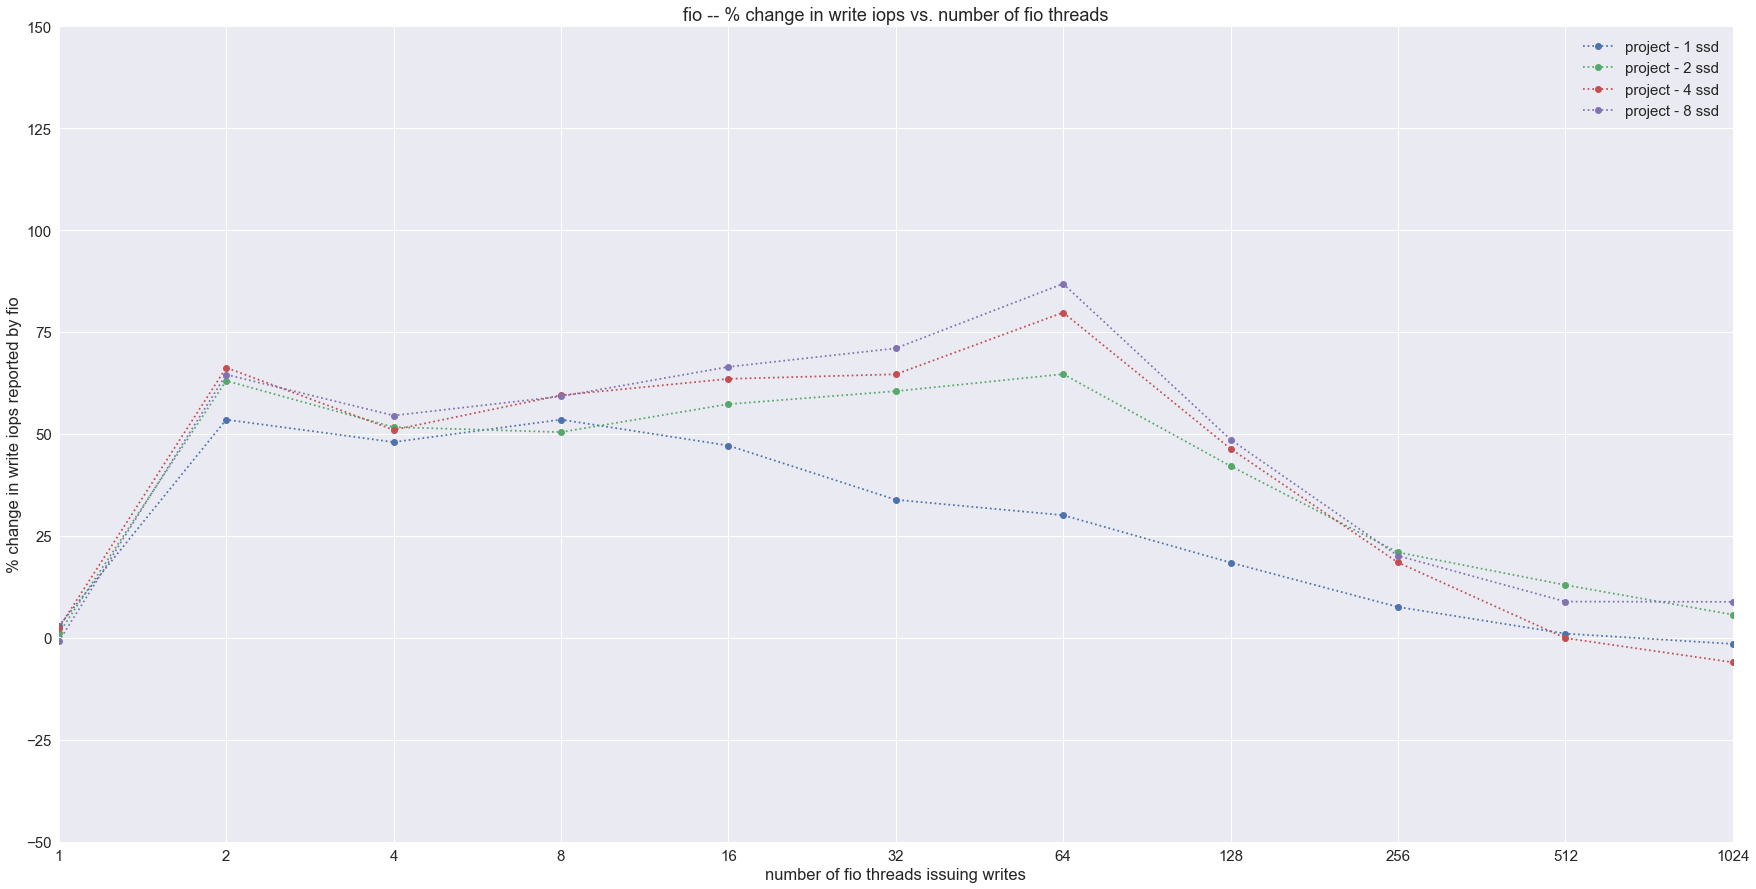 fio -- % change in write iops vs. number of fio threads
project - 1 ssd
project - 2 ssd
project - 4 ssd
project - 8 ssd
% change in write iops reported by fio
150
125
100
75
50
25
0
−25
−50
1 2 4 8 16 32 64 128 256 512 1024
number of fio threads issuing writes